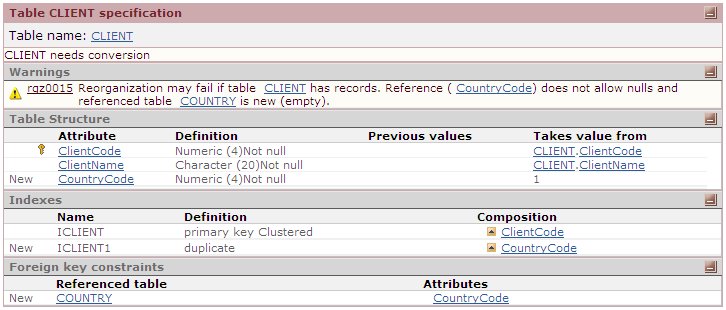 Table CLIENT specification
Table name: CLIENT
CLIENT needs conversion
Warnings
rgz0015 Reorganization may fail if table CLIENT has records. Reference ( CountryCode) does not allow nulls and
referenced table COUNTRY is new (empty).
Table Structure
Attribute Definition Previous values Takes value from
ClientCode Numeric (4)Not null CLIENT.ClientCode
ClientName Character (20)Not null CLIENT.ClientName
New CountryCode Numeric (4)Not null 1
Indexes
Name Definition Composition
ICLIENT primary key Clustered ClientCode
New ICLIENT1 duplicate CountryCode
Foreign key constraints
Referenced table Attributes
New COUNTRY CountryCode